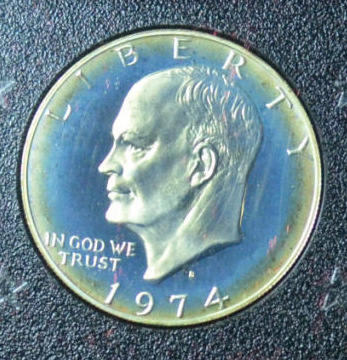 LIBERTY
IN GOD WE
TRUST
S
1974